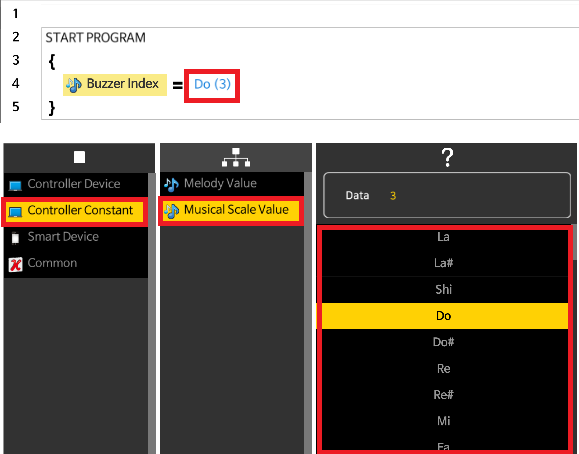 1
2 START PROGRAM
3 {
4 Buzzer Index = Do (3)
5 }
?
Controller Device
Controller Constant
Smart Device
Common
Melody Value
Musical Scale Value
Data 3
La
La#
Shi
Do
Do#
Re
Re#
Mi
Fa